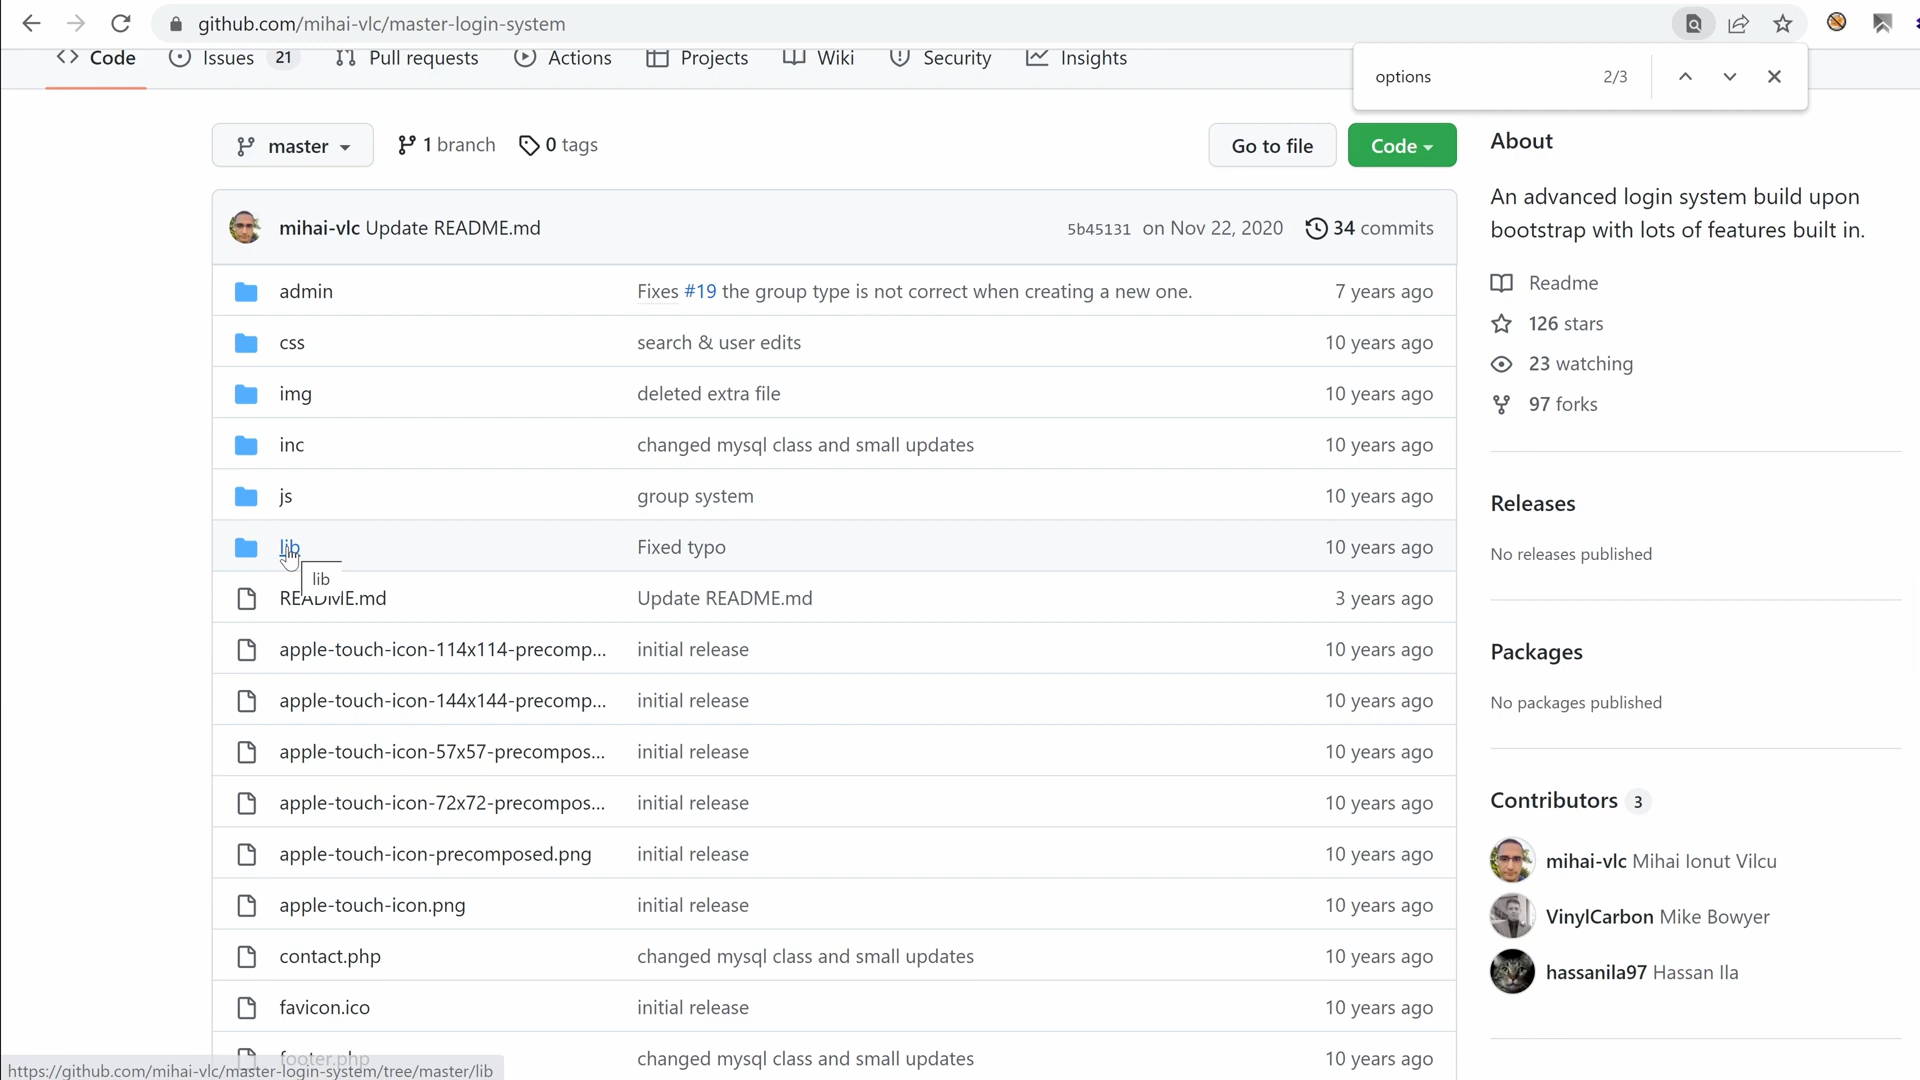 github.com/mihai-vlc/master-login-system
Code Issues 21 Pull requests Actions Projects Wiki Security Insights
options 2/3
master 1 branch 0 tags Go to file Code
About
An advanced login system build upon
bootstrap with lots of features built in.
mihai-vlc Update README.md 5b45131 on Nov 22, 2020 34 commits
admin Fixes #19 the group type is not correct when creating a new one. 7 years ago
Readme
css search & user edits 10 years ago
126 stars
img deleted extra file 10 years ago
23 watching
97 forks
inc changed mysql class and small updates 10 years ago
js group system 10 years ago
Releases
lib Fixed typo 10 years ago
No releases published
lib
README.md Update README.md 3 years ago
apple-touch-icon-114x114-precomp... initial release 10 years ago
Packages
apple-touch-icon-144x144-precomp... initial release 10 years ago
No packages published
apple-touch-icon-57x57-precompos... initial release 10 years ago
apple-touch-icon-72x72-precompos... initial release 10 years ago
Contributors 3
apple-touch-icon-precomposed.png initial release 10 years ago
mihai-vlc Mihai Ionut Vilcu
apple-touch-icon.png initial release 10 years ago
VinylCarbon Mike Bowyer
contact.php changed mysql class and small updates 10 years ago
hassanila97 Hassan Ila
favicon.ico initial release 10 years ago
footer.php changed mysql class and small updates 10 years ago
https://github.com/mihai-vlc/master-login-system/tree/master/lib